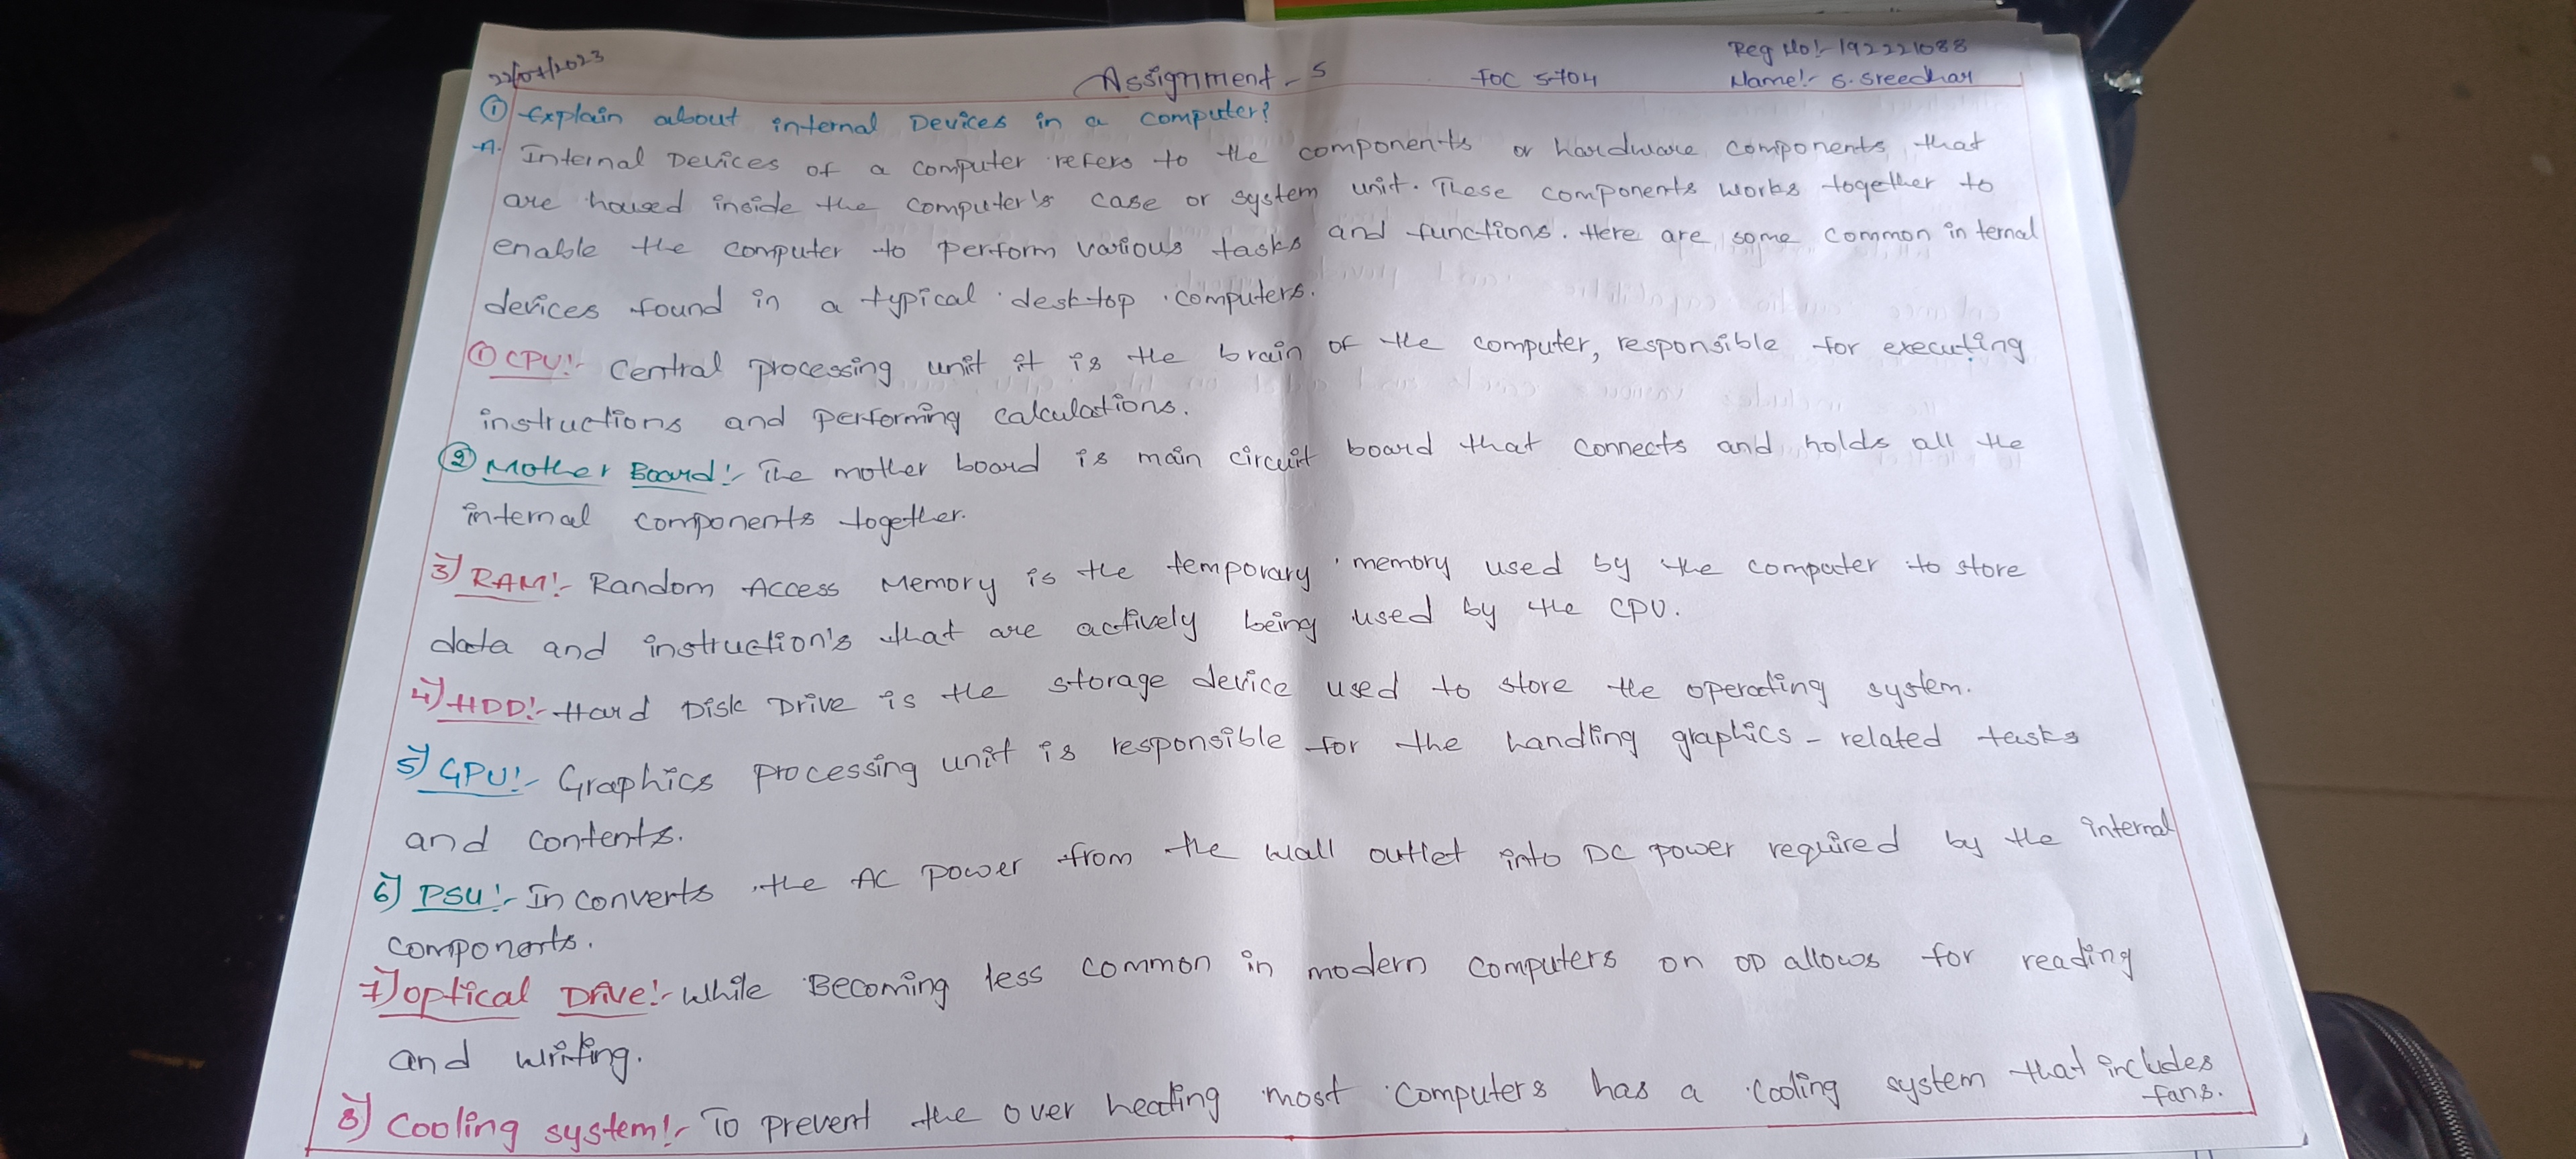 22/07/2023
Assignment - 5
FOC 5704
Reg No:- 192221088
Name:- G. Sreedhar
① Explain about internal Devices in a computer?
A. Internal Devices of a computer refers to the components or hardware components that
are housed inside the computer's case or system unit. These components works together to
enable the computer to perform various tasks and functions. Here are some common in ternal
devices found in a typical desktop computers.
① CPU:- Central processing unit it is the brain of the computer, responsible for executing
instructions and performing calculations.
② Mother Board:- The mother board is main circuit board that connects and holds all the
internal components together.
3) RAM:- Random Access Memory is the temporary memory used by the computer to store
data and instruction's that are actively being used by the CPU.
4) HDD:- Hard Disk Drive is the storage device used to store the operating system.
5) GPU:- Graphics processing unit is responsible for the handling graphics - related tasks
and contents.
6) PSU:- In converts the AC power from the wall outlet into DC power required by the internal
components.
7) optical Drive:- While Becoming less common in modern computers on OD allows for reading
and writing.
8) Cooling system:- To prevent the over heating most computers has a cooling system that includes
fans.